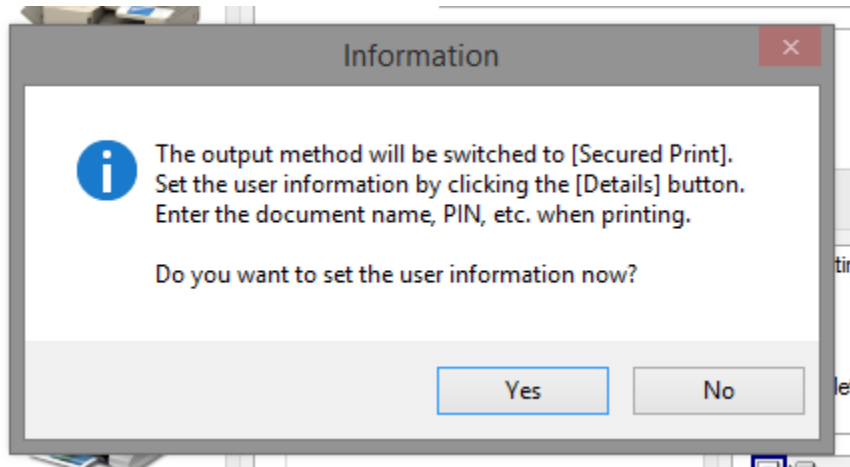 Information
The output method will be switched to [Secured Print].
Set the user information by clicking the [Details] button.
Enter the document name, PIN, etc. when printing.
Do you want to set the user information now?
Yes
No